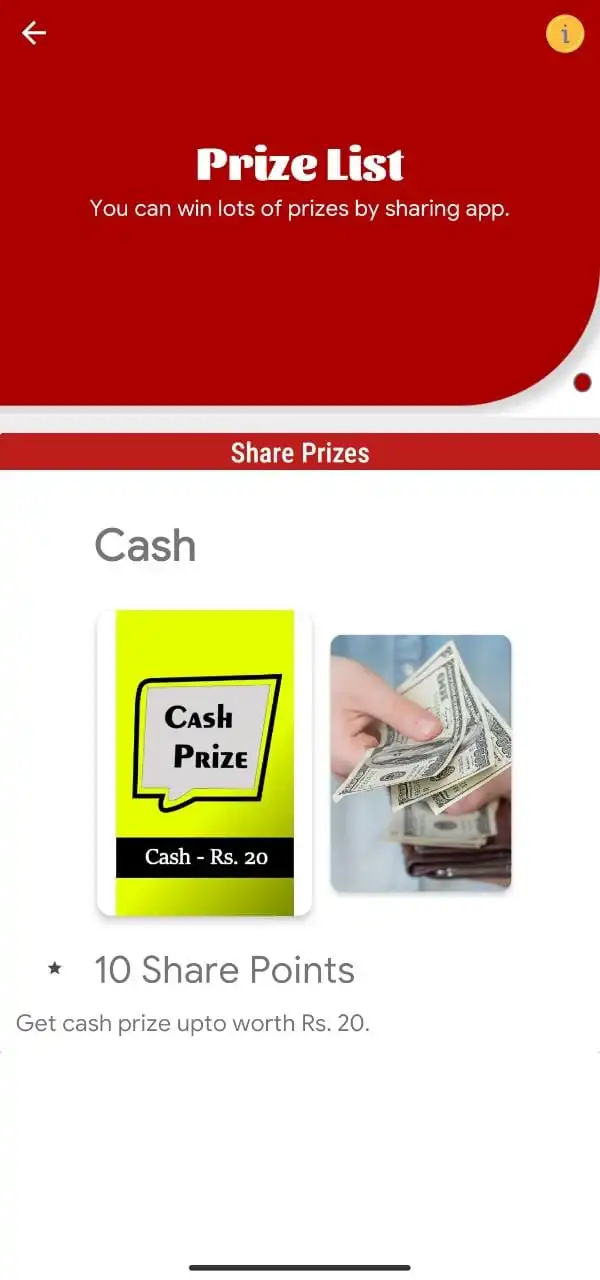 i
Prize List
You can win lots of prizes by sharing app.
Share Prizes
Cash
Cash
Prize
Cash - Rs. 20
100
10 Share Points
Get cash prize upto worth Rs. 20.